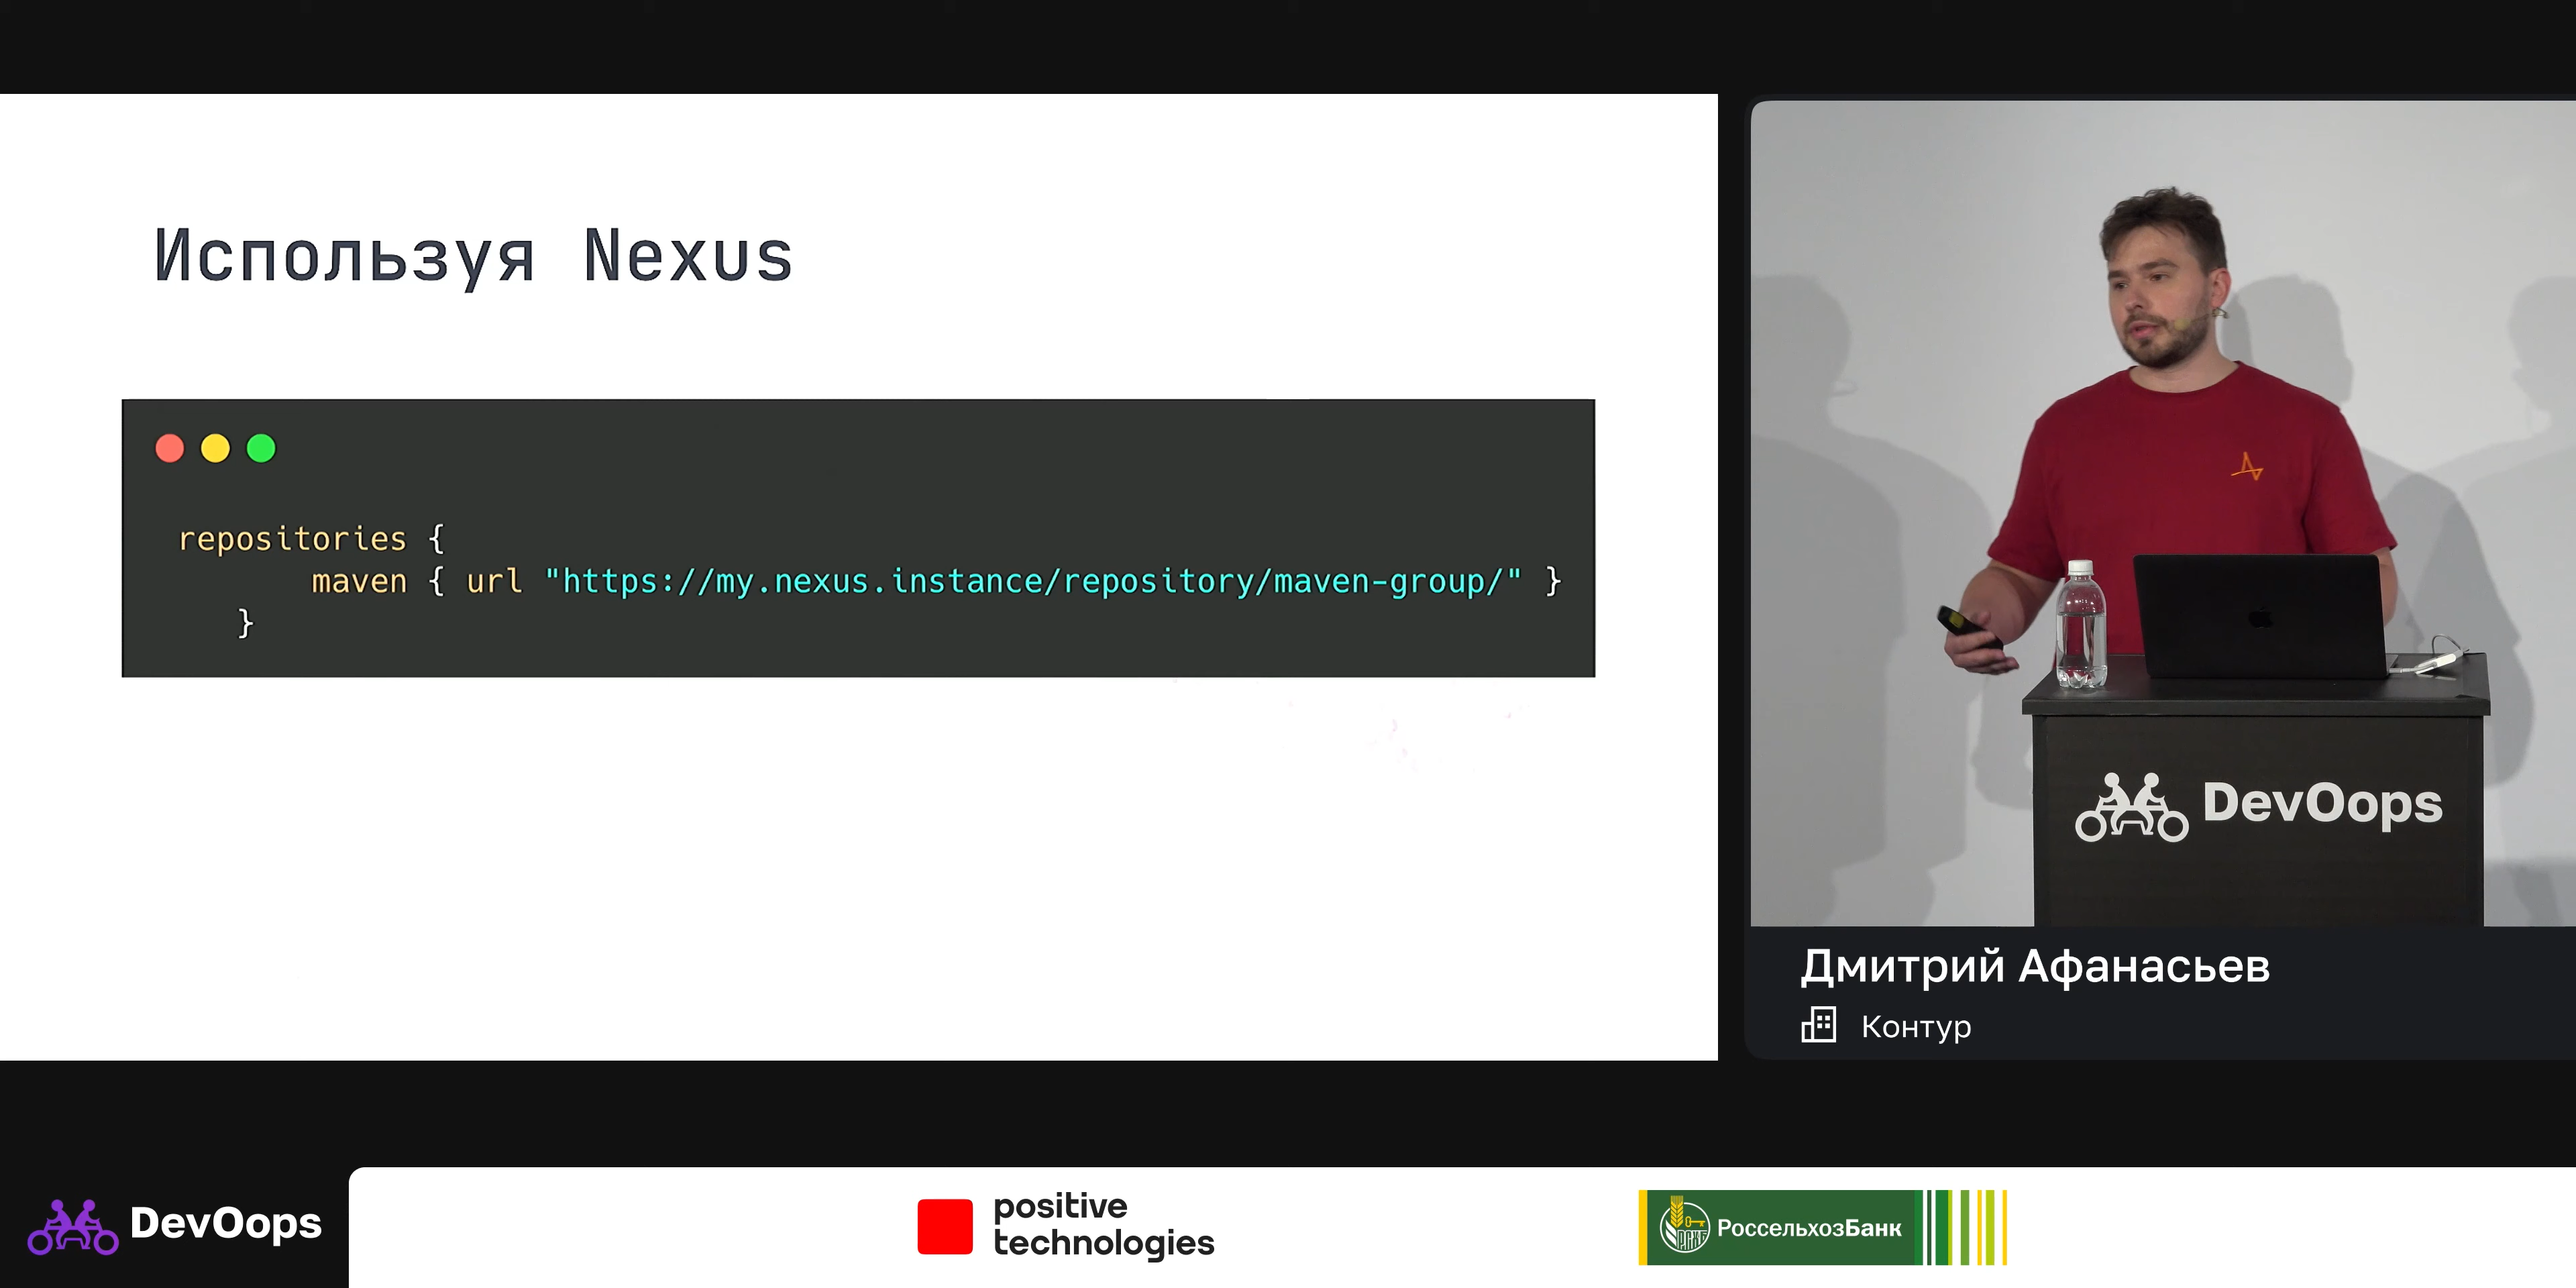 Используя Nexus
repositories {
maven { url "https://my.nexus.instance/repository/maven-group/" }
}
DevOops
Дмитрий Афанасьев
Контур
DevOops
positive
technologies
РоссельхозБанк